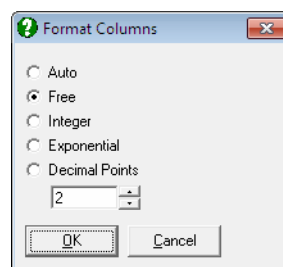 Format Columns
Auto
Free
Integer
Exponential
Decimal Points
2
OK Cancel